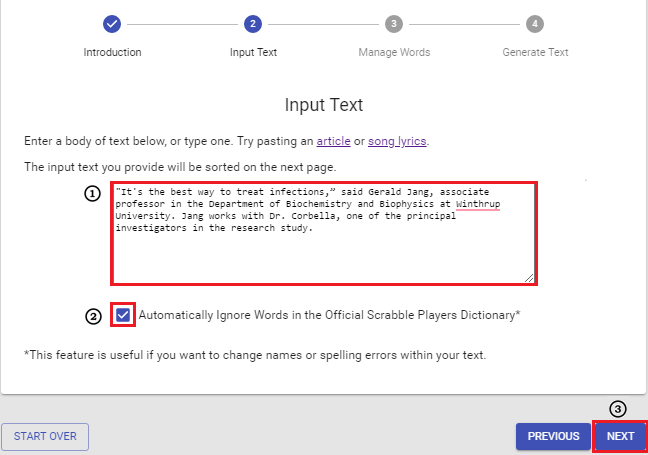 2 3 4
Introduction Input Text Manage Words Generate Text
Input Text
Enter a body of text below, or type one. Try pasting an article or song lyrics.
The input text you provide will be sorted on the next page.
1
"It's the best way to treat infections,” said Gerald Jang, associate
professor in the Department of Biochemistry and Biophysics at Winthrup
University. Jang works with Dr. Corbella, one of the principal
investigators in the research study.
2 Automatically Ignore Words in the Official Scrabble Players Dictionary*
*This feature is useful if you want to change names or spelling errors within your text.
3
START OVER PREVIOUS NEXT